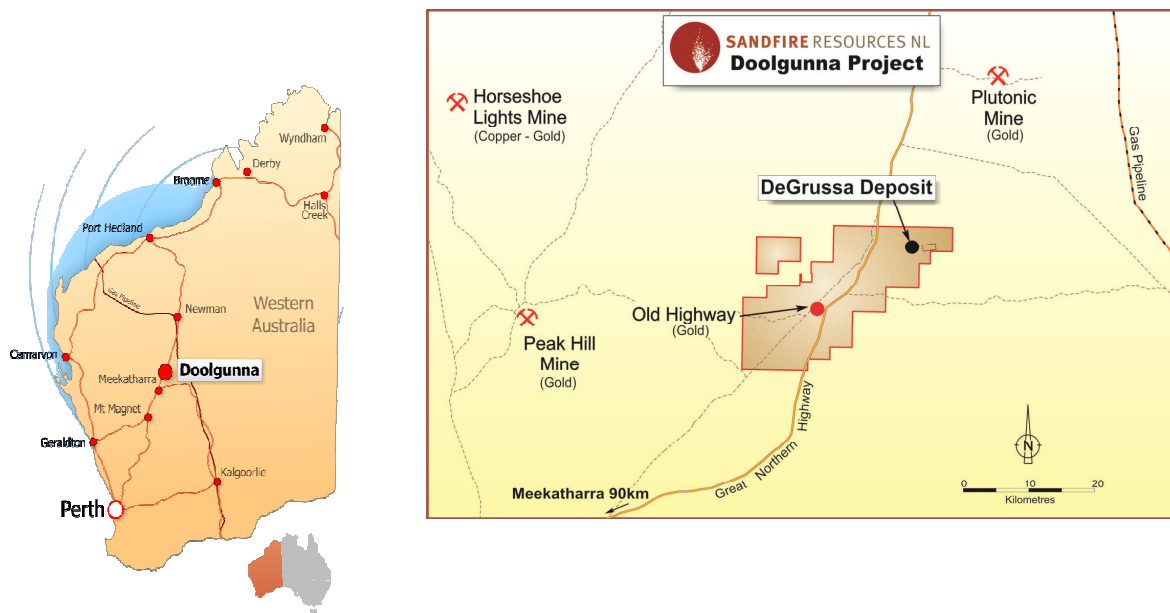 Wyndham
Derby
Broome
Halls
Creek
Port Hedland
Gas Pipeline
Newman
Western
Australia
Carnarvon
Meekatharra
Doolgunna
Mt Magnet
Geraldton
Kalgoorlie
Perth
SANDFIRE RESOURCES NL
Doolgunna Project
Horseshoe
Lights Mine
(Copper - Gold)
Plutonic
Mine
(Gold)
Gas Pipeline
DeGrussa Deposit
Old Highway
(Gold)
Peak Hill
Mine
(Gold)
Great Northern Highway
Meekatharra 90km
N
0 10 20
Kilometres